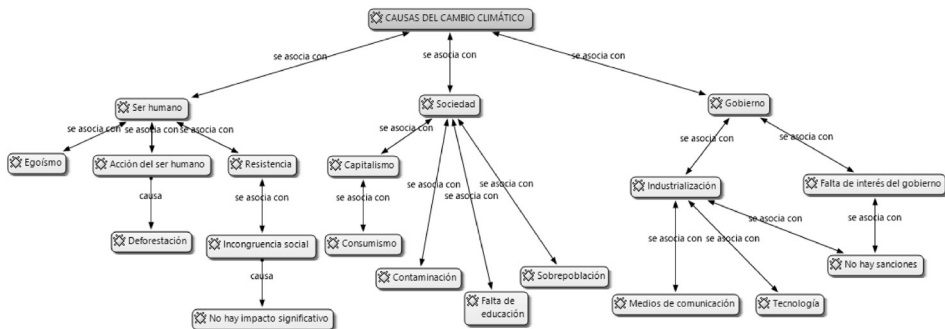 CAUSAS DEL CAMBIO CLIMÁTICO
se asocia con
se asocia con
se asocia con
Ser humano
Sociedad
Gobierno
se asocia con
se asocia con
se asocia con
se asocia con
se asocia con
se asocia con
Egoísmo
Acción del ser humano
Resistencia
Capitalismo
se asocia con
se asocia con
se asocia con
Industrialización
Falta de interés del gobierno
causa
se asocia con
se asocia con
se asocia con
se asocia con
Deforestación
Incongruencia social
Consumismo
se asocia con
se asocia con
No hay sanciones
causa
Contaminación
Sobrepoblación
No hay impacto significativo
Falta de
educación
Medios de comunicación
Tecnología